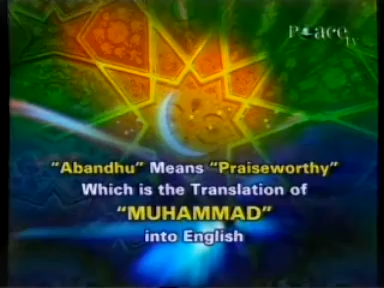 Peace
TV
"Abandhu" Means "Praiseworthy"
Which is the Translation of
"MUHAMMAD"
into English